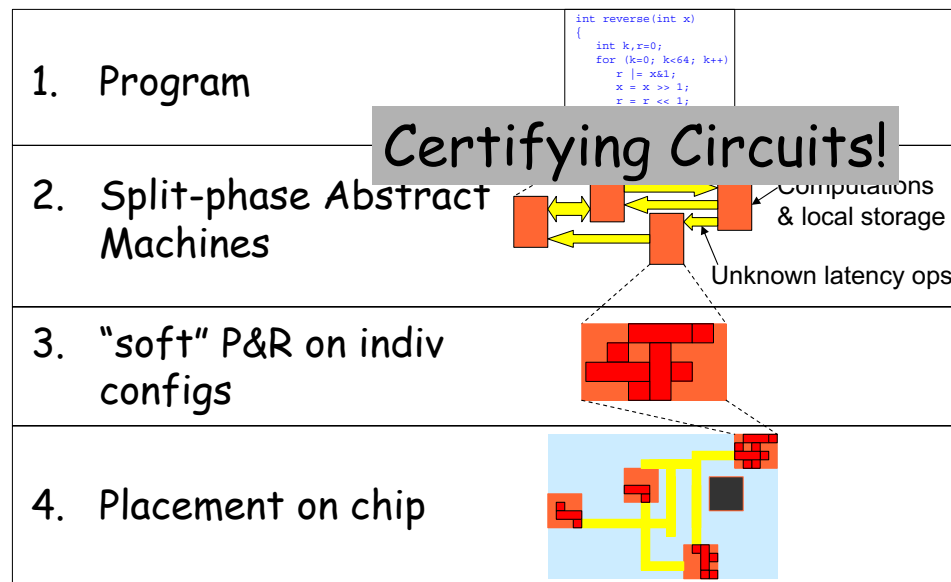 int reverse(int x)
{
int k,r=0;
for (k=0; k<64; k++)
r |= x&1;
x = x >> 1;
r = r << 1;
1. Program
Certifying Circuits!
2. Split-phase Abstract
Machines
Computations
& local storage
Unknown latency ops
3. “soft” P&R on indiv
configs
4. Placement on chip